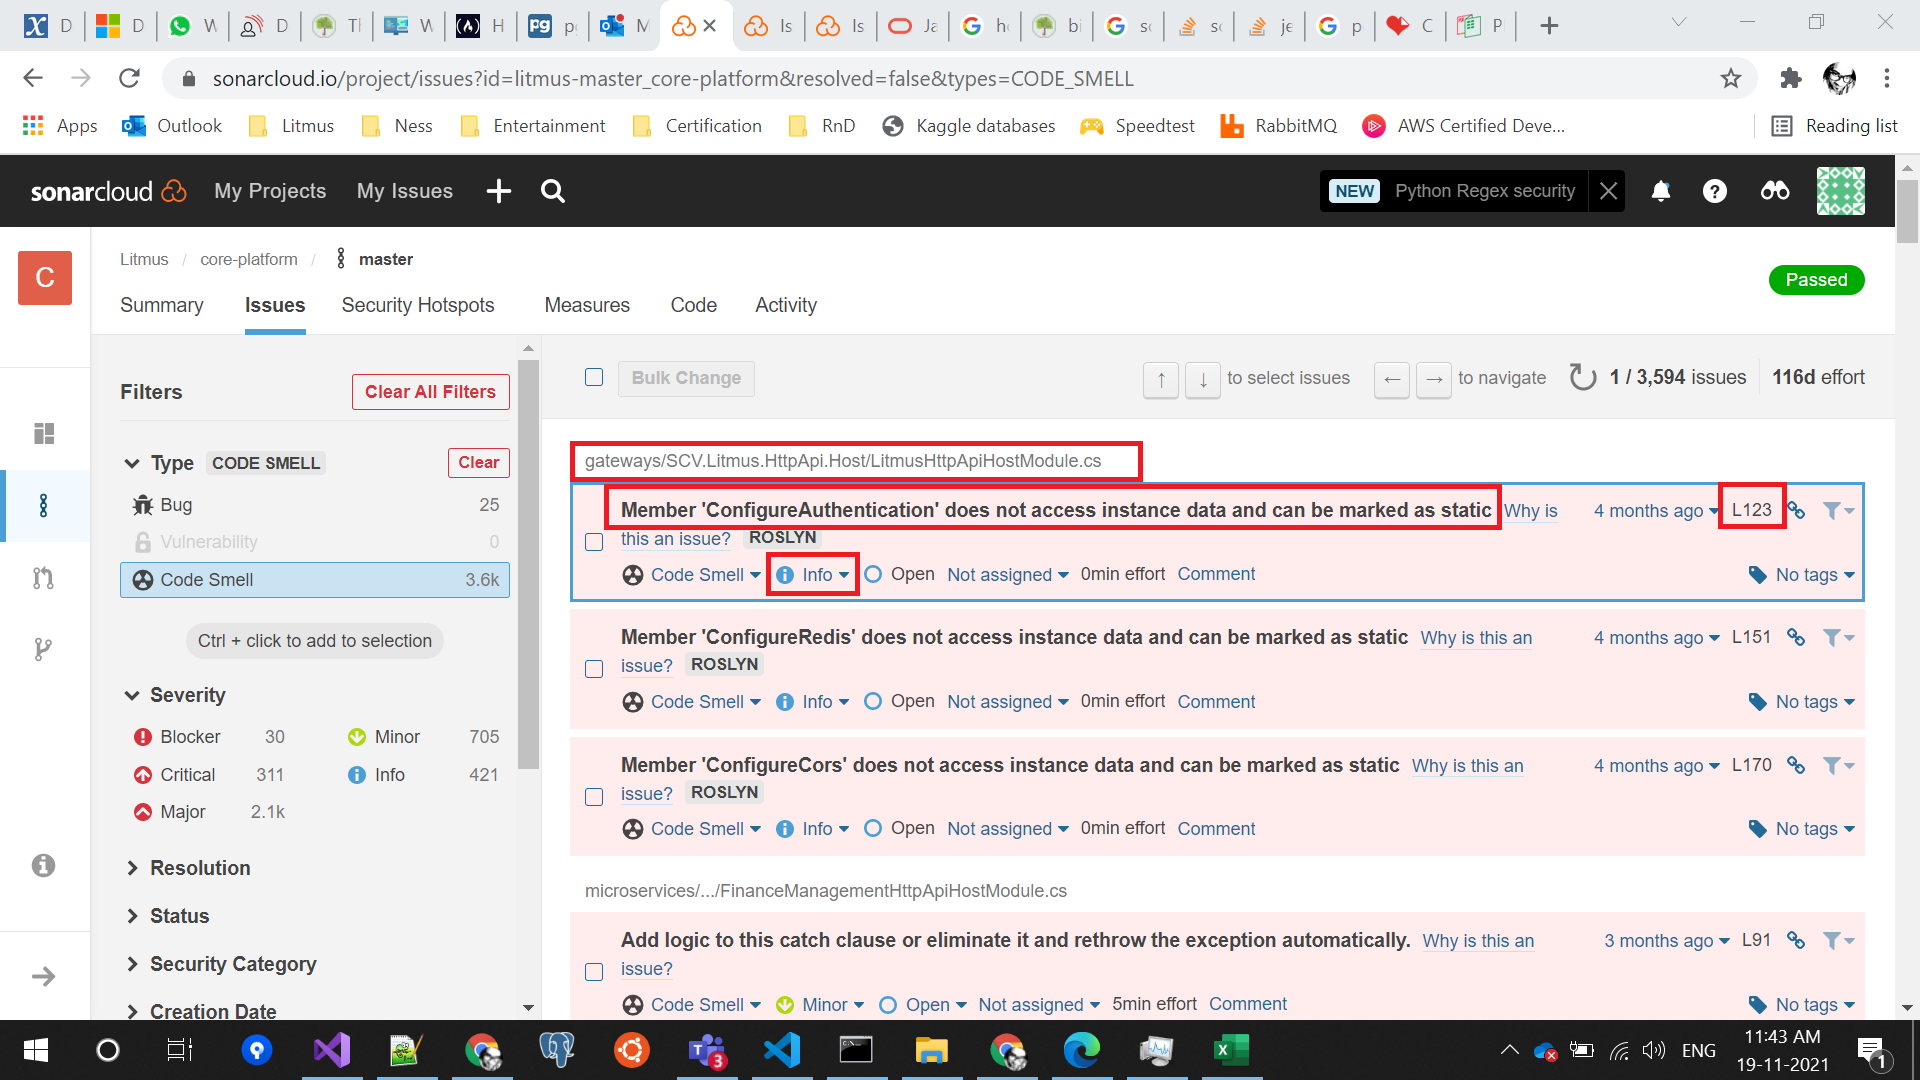 D
D
W
D
Th
W
H
pg
M
Is
Is
Ja
he
bi
sc
sc
je
p
C
P
sonarcloud.io/project/issues?id=litmus-master_core-platform&resolved=false&types=CODE_SMELL
Apps Outlook Litmus Ness Entertainment Certification RnD Kaggle databases Speedtest RabbitMQ AWS Certified Deve... Reading list
sonarcloud My Projects My Issues NEW Python Regex security
C
Litmus / core-platform / master
Passed
Summary Issues Security Hotspots Measures Code Activity
Filters Clear All Filters
Bulk Change ↑ ↓ to select issues ← → to navigate 1 / 3,594 issues 116d effort
Type CODE SMELL Clear
Bug 25
Vulnerability 0
Code Smell 3.6k
Ctrl + click to add to selection
Severity
Blocker 30 Minor 705
Critical 311 Info 421
Major 2.1k
Resolution
Status
Security Category
Creation Date
gateways/SCV.Litmus.HttpApi.Host/LitmusHttpApiHostModule.cs
Member 'ConfigureAuthentication' does not access instance data and can be marked as static Why is 4 months ago L123
this an issue? ROSLYN
Code Smell Info Open Not assigned 0min effort Comment No tags
Member 'ConfigureRedis' does not access instance data and can be marked as static Why is this an 4 months ago L151
issue? ROSLYN
Code Smell Info Open Not assigned 0min effort Comment No tags
Member 'ConfigureCors' does not access instance data and can be marked as static Why is this an 4 months ago L170
issue? ROSLYN
Code Smell Info Open Not assigned 0min effort Comment No tags
microservices/.../FinanceManagementHttpApiHostModule.cs
Add logic to this catch clause or eliminate it and rethrow the exception automatically. Why is this an 3 months ago L91
issue?
Code Smell Minor Open Not assigned 5min effort Comment No tags
3
ENG
11:43 AM
19-11-2021
1